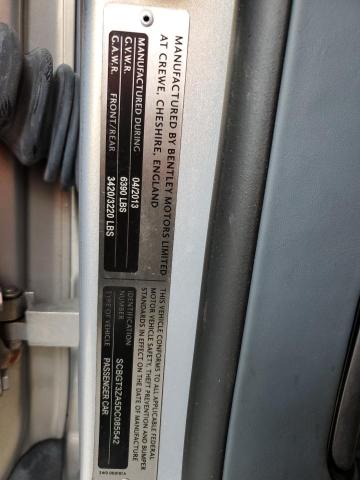 MANUFACTURED BY BENTLEY MOTORS LIMITED
AT CREWE, CHESHIRE, ENGLAND
MANUFACTURED DURING 04/2013
G.V.W.R. 6390 LBS
G.A.W.R. FRONT/REAR 3420/3220 LBS
THIS VEHICLE CONFORMS TO ALL APPLICABLE FEDERAL
MOTOR VEHICLE SAFETY, THEFT PREVENTION AND BUMPER
STANDARDS IN EFFECT ON THE DATE OF MANUFACTURE
IDENTIFICATION
NUMBER SCBGT3ZA5DC085542
TYPE OF VEHICLE PASSENGER CAR